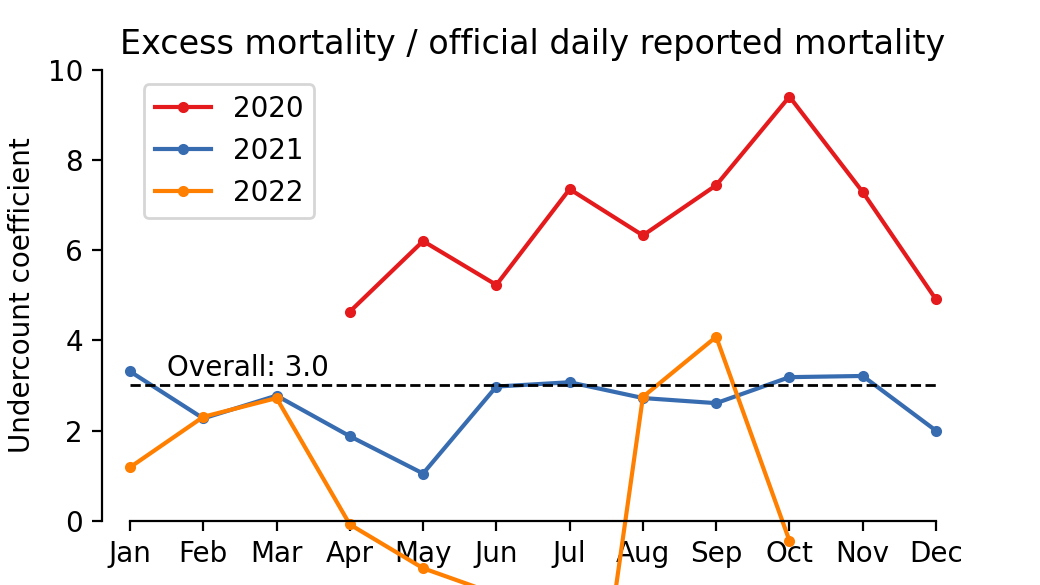 Excess mortality / official daily reported mortality
Undercount coefficient
10
8
6
4
2
0
2020
2021
2022
Overall: 3.0
Jan Feb Mar Apr May Jun Jul Aug Sep Oct Nov Dec